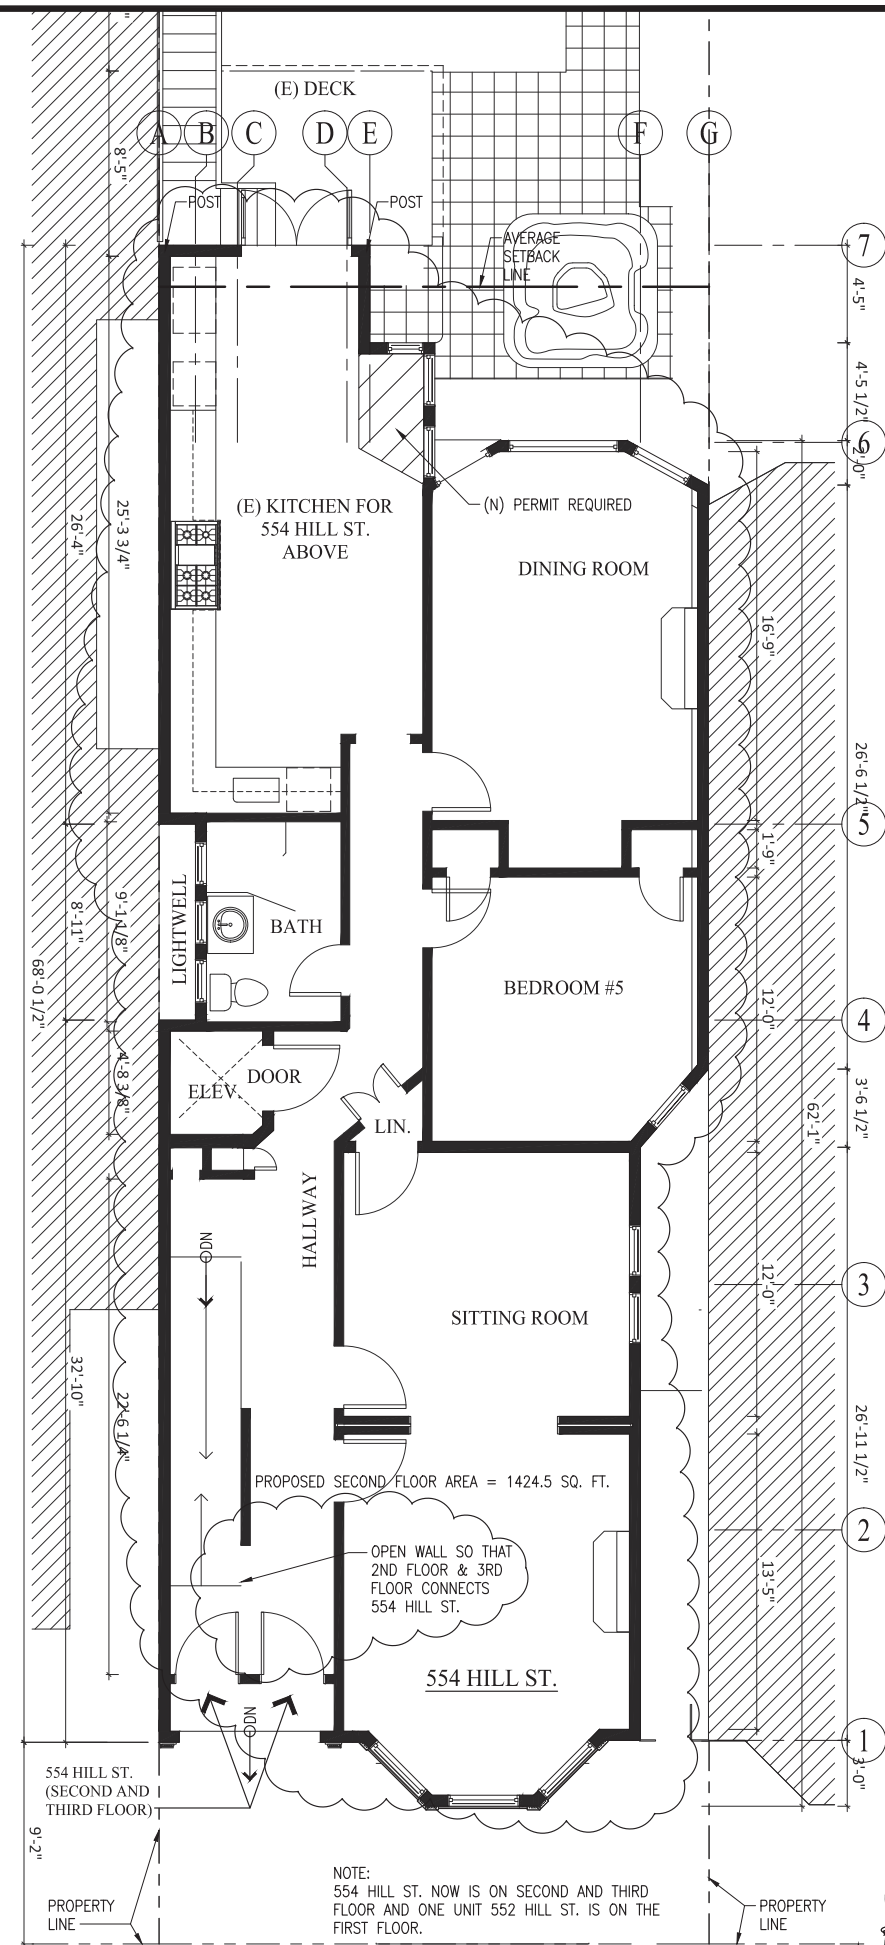 (E) DECK
A B C D E F G
8'-5"
POST
POST
AVERAGE
SETBACK
LINE
7
4'-5"
4'-5 1/2"
6
2'-0"
(E) KITCHEN FOR
554 HILL ST.
ABOVE
(N) PERMIT REQUIRED
25'-3 3/4"
26'-4"
DINING ROOM
16'-9"
26'-6 1/2"
5
1'-9"
LIGHTWELL
9'-1 1/8"
8'-11"
68'-0 1/2"
BATH
BEDROOM #5
12'-0"
4
ELEV.
DOOR
4'-8 3/8"
LIN.
3'-6 1/2"
62'-1"
HALLWAY
DN
12'-0"
3
SITTING ROOM
32'-10"
22'-6 1/4"
26'-11 1/2"
PROPOSED SECOND FLOOR AREA = 1424.5 SQ. FT.
2
OPEN WALL SO THAT
2ND FLOOR & 3RD
FLOOR CONNECTS
554 HILL ST.
13'-5"
554 HILL ST.
DN
1
3'-0"
554 HILL ST.
(SECOND AND
THIRD FLOOR)
9'-2"
NOTE:
554 HILL ST. NOW IS ON SECOND AND THIRD
FLOOR AND ONE UNIT 552 HILL ST. IS ON THE
FIRST FLOOR.
PROPERTY
LINE
PROPERTY
LINE